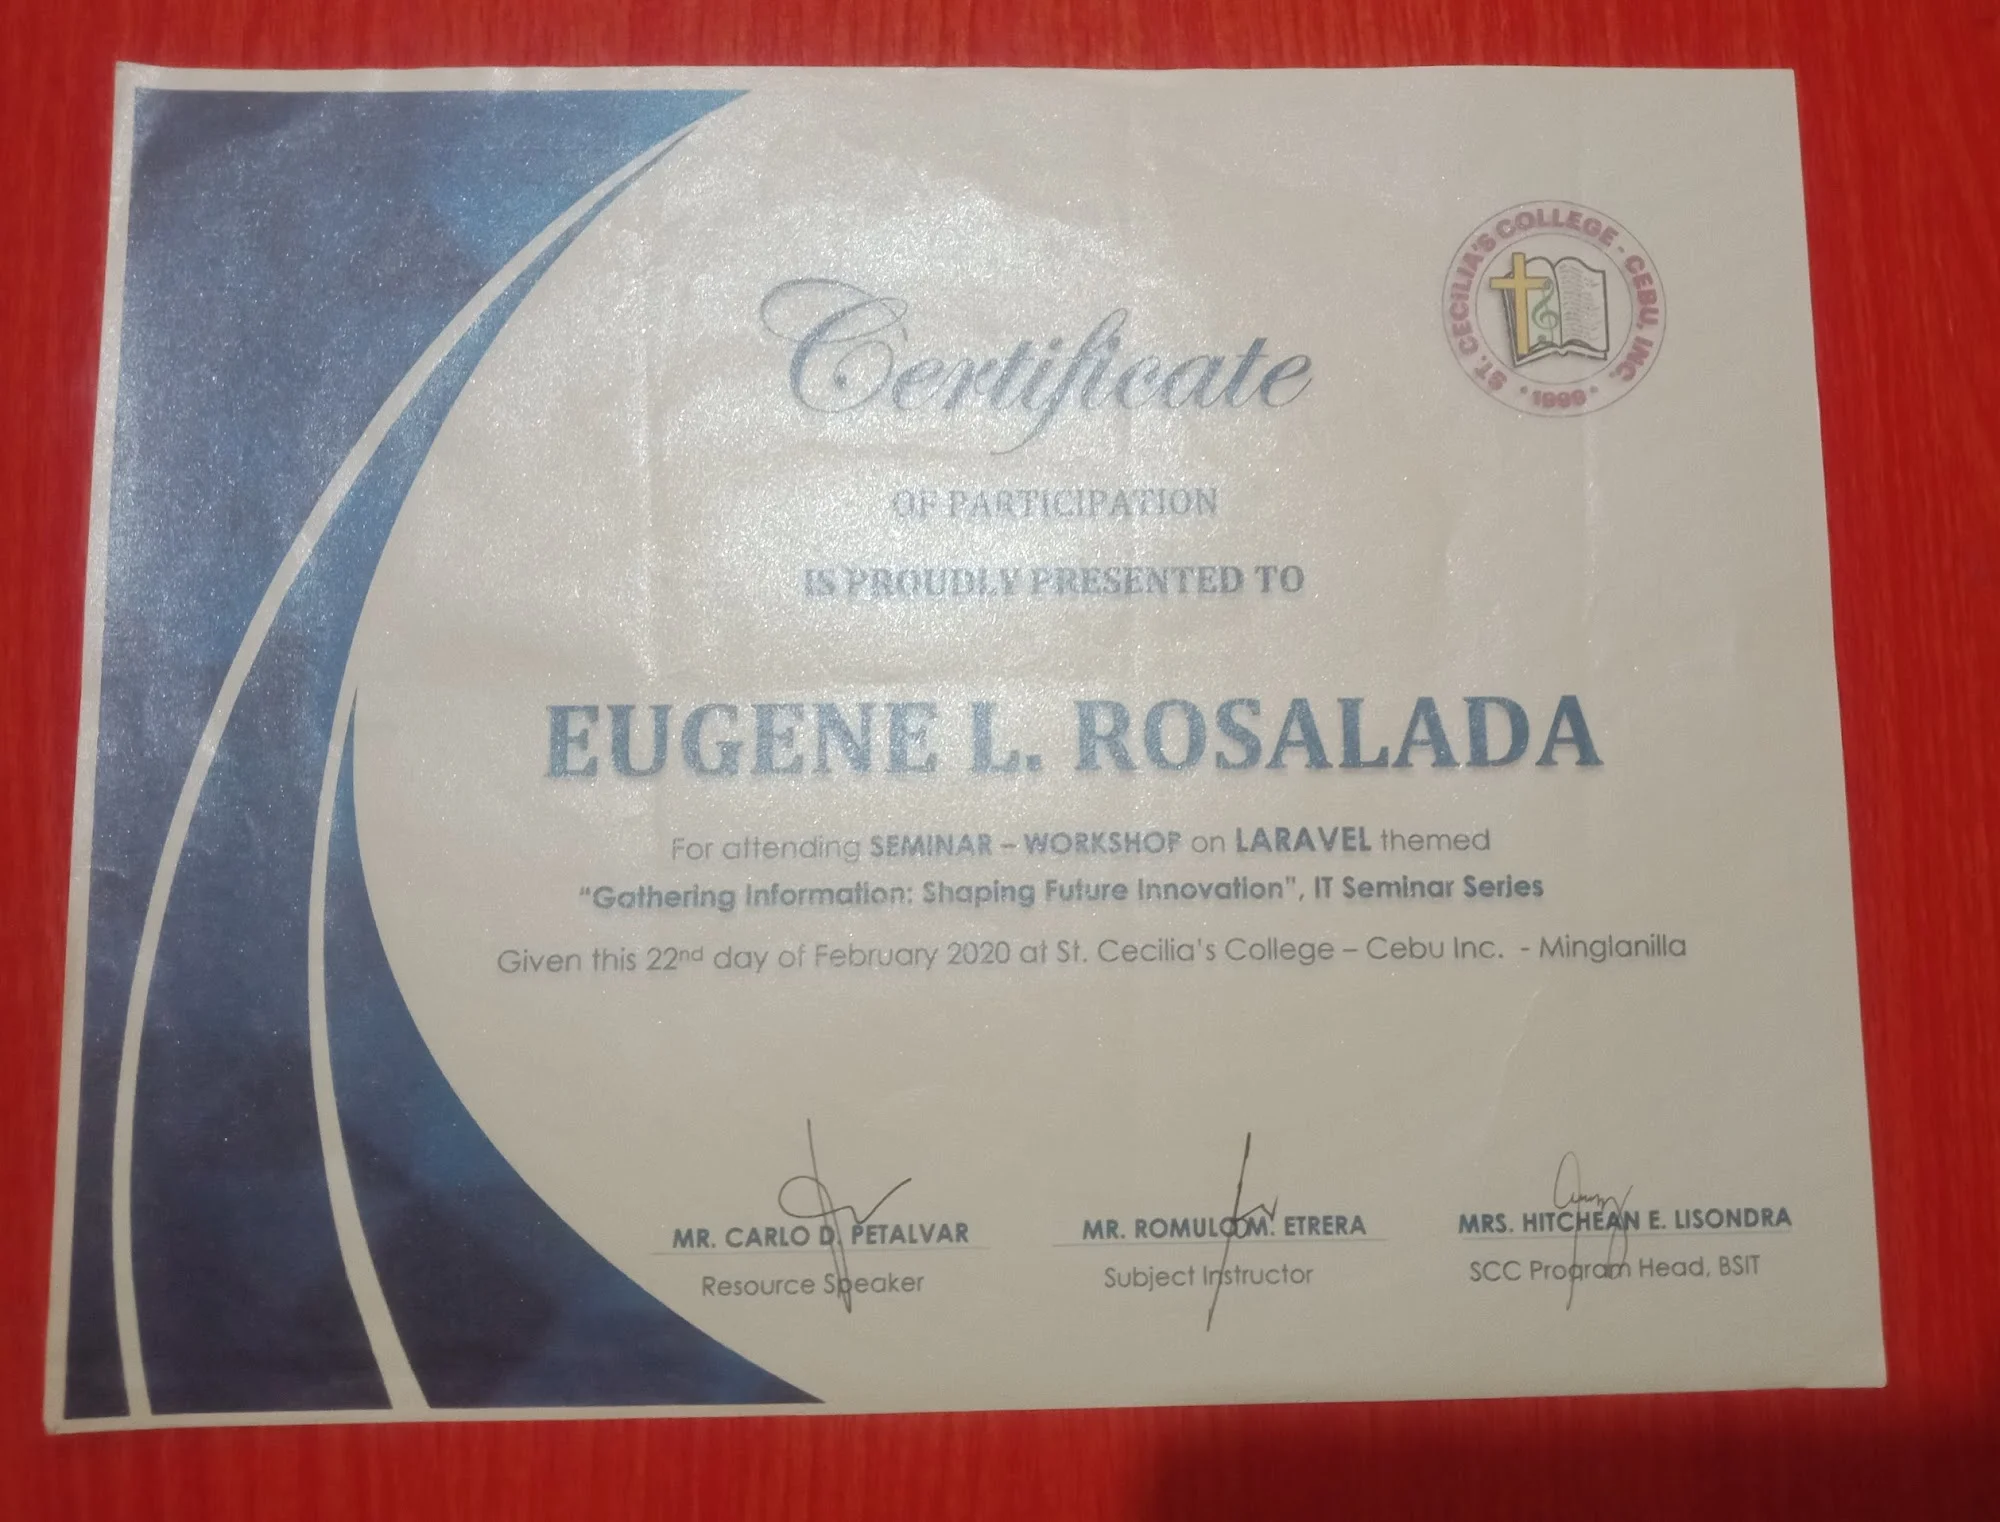 ST. CECILIA'S COLLEGE - CEBU, INC.
• 1999 •
Certificate
OF PARTICIPATION
IS PROUDLY PRESENTED TO
EUGENE L. ROSALADA
For attending SEMINAR – WORKSHOP on LARAVEL themed
“Gathering Information: Shaping Future Innovation”, IT Seminar Series
Given this 22nd day of February 2020 at St. Cecilia's College – Cebu Inc. - Minglanilla
MR. CARLO D. PETALVAR
Resource Speaker
MR. ROMULO M. ETRERA
Subject Instructor
MRS. HITCHEAN E. LISONDRA
SCC Program Head, BSIT